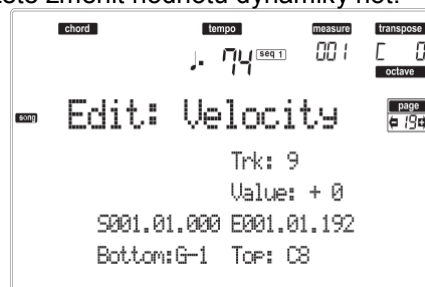 ůžete změnit hodnotu dynamiky not.
chord tempo measure transpose
♩. 74 seq 1 001 C 0
octave
song Edit: Velocity page
19
Trk: 9
Value: + 0
S001.01.000 E001.01.192
Bottom:G-1 Top: C8